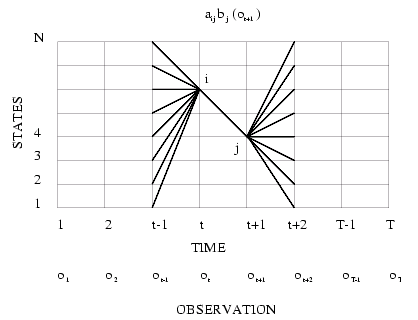 a_ij b_j (o_t+1)
N
i
STATES
4
j
3
2
1
1 2 t-1 t t+1 t+2 T-1 T
TIME
o_1 o_2 o_t-1 o_t o_t+1 o_t+2 o_T-1 o_T
OBSERVATION